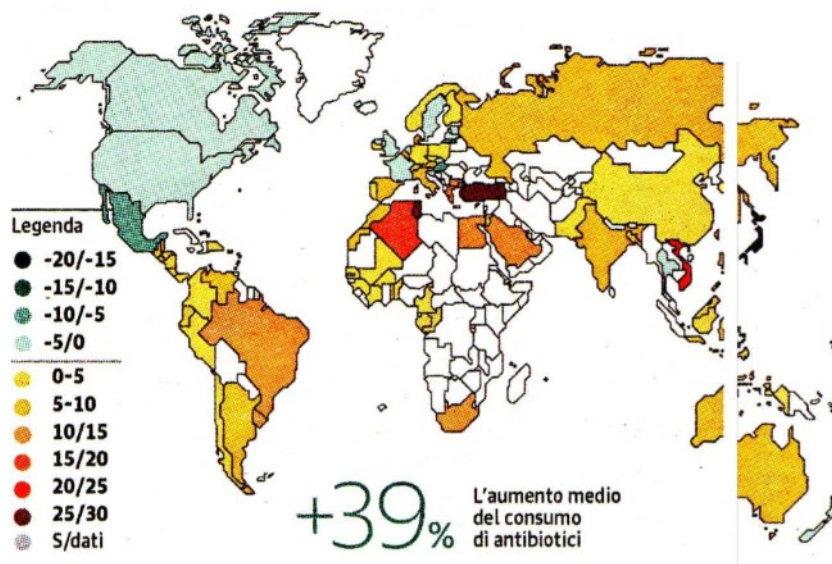 Legenda
-20/-15
-15/-10
-10/-5
-5/0
0-5
5-10
10/15
15/20
20/25
25/30
S/dati
+39%
L'aumento medio
del consumo
di antibiotici